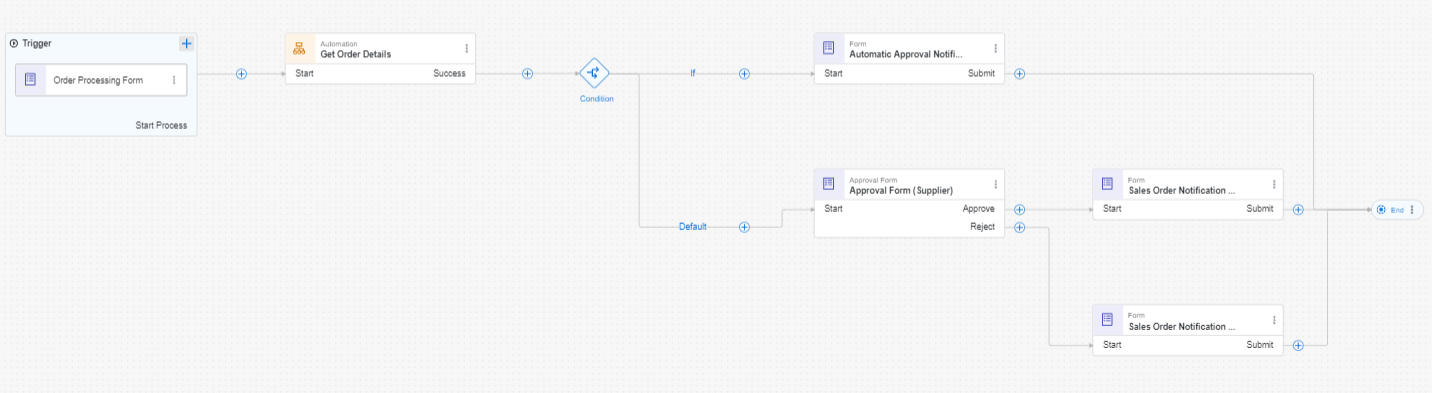 Trigger
Order Processing Form
Start Process
Automation
Get Order Details
Start Success
Condition
If
Default
Form
Automatic Approval Notifi...
Start Submit
Approval Form
Approval Form (Supplier)
Start Approve
Reject
Form
Sales Order Notification ...
Start Submit
Form
Sales Order Notification ...
Start Submit
End